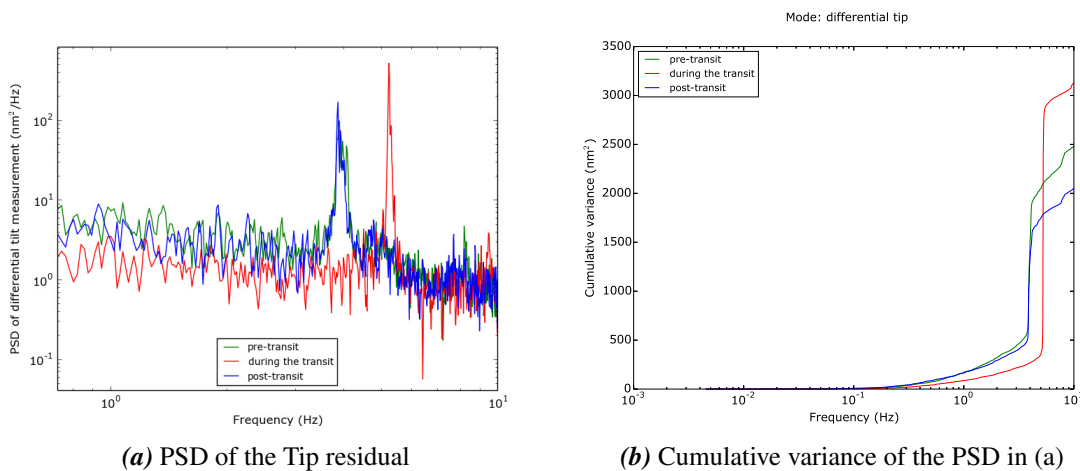 PSD of differential tilt measurement (nm²/Hz)
10²
10¹
10⁰
10⁻¹
pre-transit
during the transit
post-transit
10⁰
10¹
Frequency (Hz)
(a) PSD of the Tip residual
Mode: differential tip
Cumulative variance (nm²)
3500
3000
2500
2000
1500
1000
500
0
pre-transit
during the transit
post-transit
10⁻³
10⁻²
10⁻¹
10⁰
10¹
Frequency (Hz)
(b) Cumulative variance of the PSD in (a)